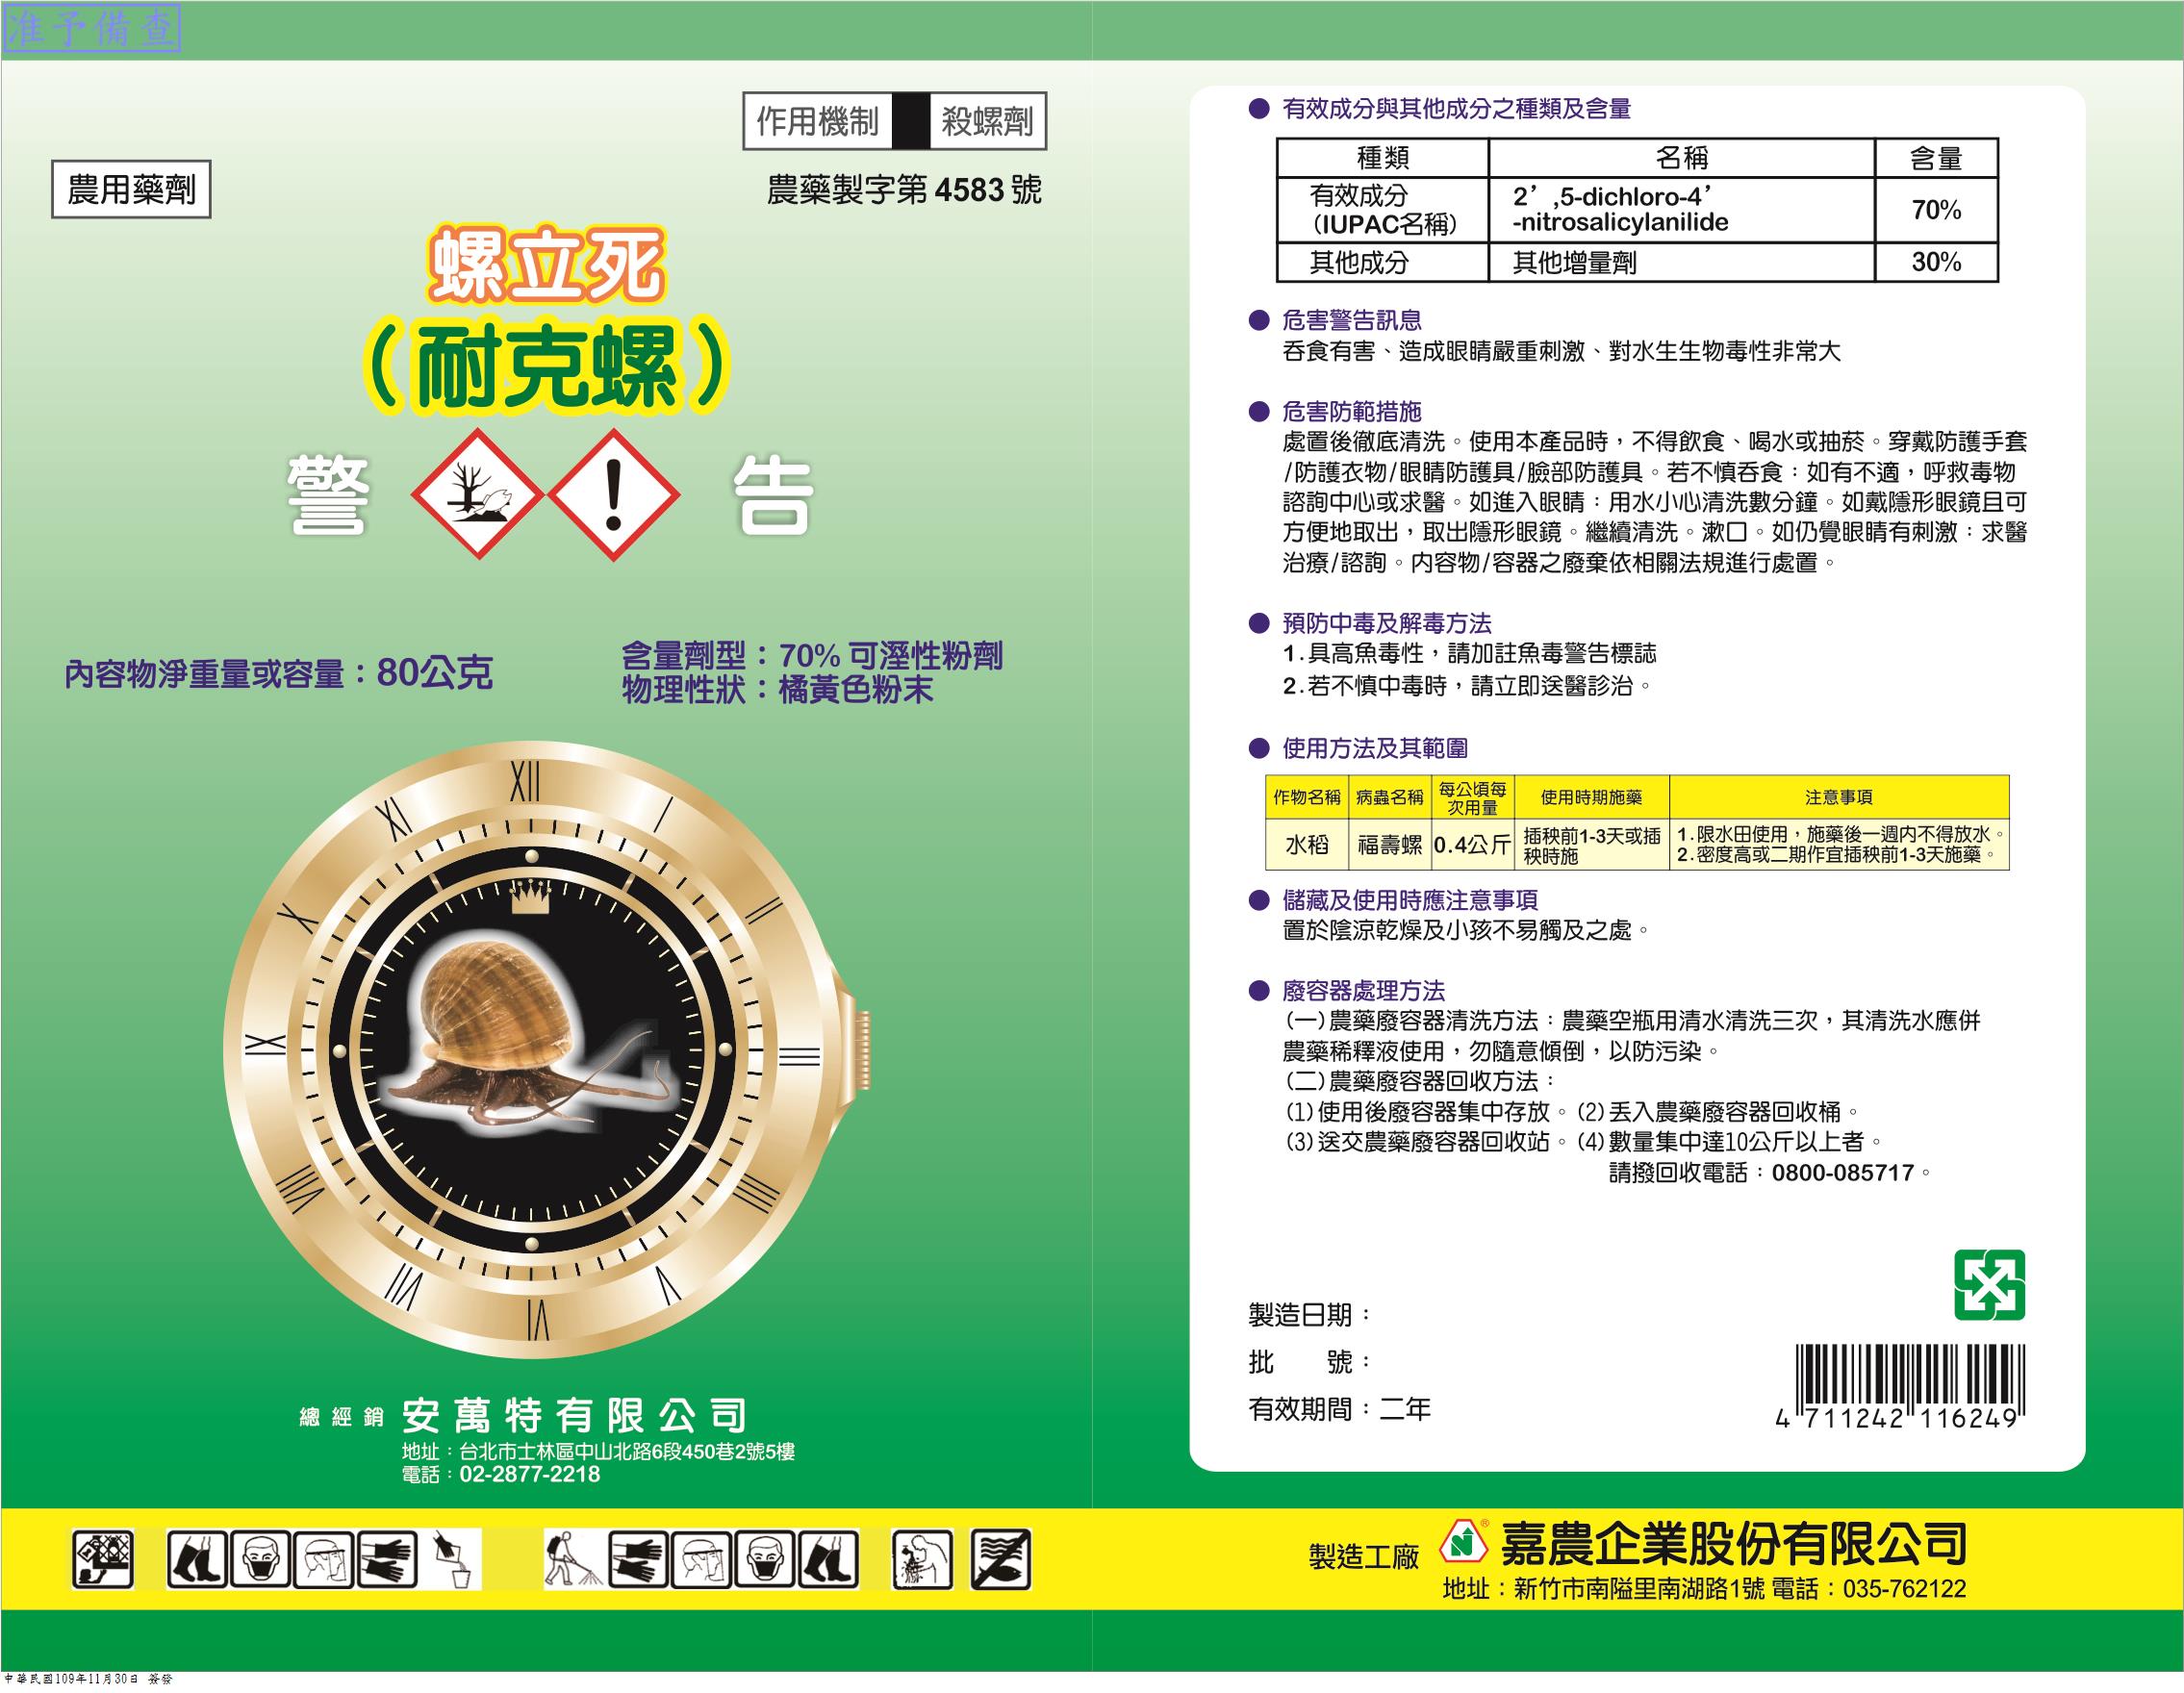 准予備查
作用機制 殺螺劑
農用藥劑
農藥製字第 4583 號
螺立死
（耐克螺）
警 告
內容物淨重量或容量：80公克
含量劑型：70% 可溼性粉劑
物理性狀：橘黃色粉末
XII
I
II
III
IIII
V
VI
VII
VIII
IX
X
XI
總經銷 安萬特有限公司
地址：台北市士林區中山北路6段450巷2號5樓
電話：02-2877-2218
● 有效成分與其他成分之種類及含量
種類 名稱 含量
有效成分 2’,5-dichloro-4’
(IUPAC名稱) -nitrosalicylanilide 70%
其他成分 其他增量劑 30%
● 危害警告訊息
吞食有害、造成眼睛嚴重刺激、對水生生物毒性非常大
● 危害防範措施
處置後徹底清洗。使用本產品時，不得飲食、喝水或抽菸。穿戴防護手套
/防護衣物/眼睛防護具/臉部防護具。若不慎吞食：如有不適，呼救毒物
諮詢中心或求醫。如進入眼睛：用水小心清洗數分鐘。如戴隱形眼鏡且可
方便地取出，取出隱形眼鏡。繼續清洗。漱口。如仍覺眼睛有刺激：求醫
治療/諮詢。內容物/容器之廢棄依相關法規進行處置。
● 預防中毒及解毒方法
1.具高魚毒性，請加註魚毒警告標誌
2.若不慎中毒時，請立即送醫診治。
● 使用方法及其範圍
作物名稱 病蟲名稱 每公頃每次用量 使用時期施藥 注意事項
水稻 福壽螺 0.4公斤 插秧前1-3天或插秧時施 1.限水田使用，施藥後一週內不得放水。
2.密度高或二期作宜插秧前1-3天施藥。
● 儲藏及使用時應注意事項
置於陰涼乾燥及小孩不易觸及之處。
● 廢容器處理方法
(一)農藥廢容器清洗方法：農藥空瓶用清水清洗三次，其清洗水應併
農藥稀釋液使用，勿隨意傾倒，以防污染。
(二)農藥廢容器回收方法：
(1)使用後廢容器集中存放。(2)丟入農藥廢容器回收桶。
(3)送交農藥廢容器回收站。(4)數量集中達10公斤以上者。
請撥回收電話：0800-085717。
製造日期：
批 號：
有效期間：二年
4 711242 116249
製造工廠 ® 嘉農企業股份有限公司
地址：新竹市南隘里南湖路1號 電話：035-762122
中華民國109年11月30日 簽發